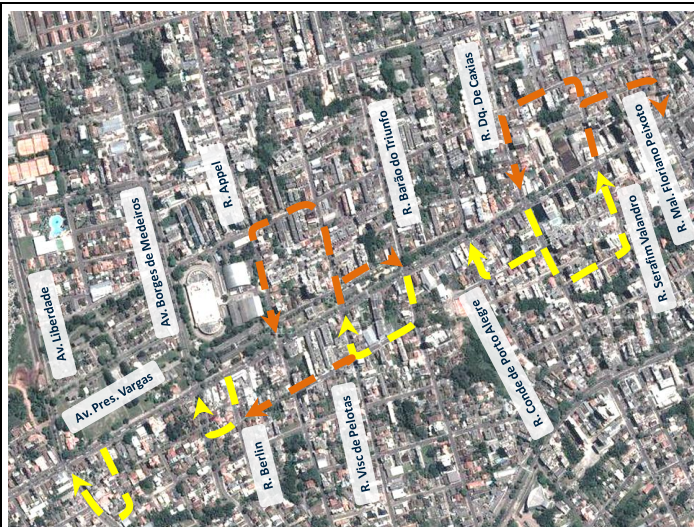 R. Dq. De Caxias
R. Mal. Floriano Peixoto
R. Barão do Triunfo
R. Appel
Av. Borges de Medeiros
R. Serafim Valandro
Av. Liberdade
R. Conde de Porto Alegre
Av. Pres. Vargas
R. Visc de Pelotas
R. Berlin